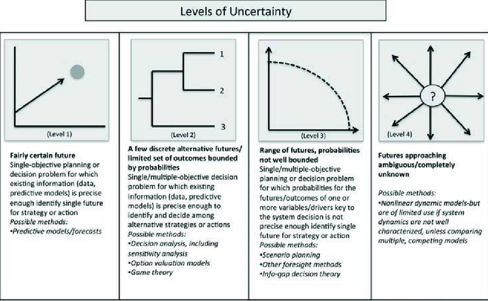 Levels of Uncertainty
(Level 1)
Fairly certain future
Single-objective planning or
decision problem for which
existing information (data,
predictive models) is precise
enough identify single future
for strategy or action
Possible methods:
•Predictive models/forecasts
1
2
3
(Level 2)
A few discrete alternative futures/
limited set of outcomes bounded
by probabilities
Single/multiple-objective decision
problem for which existing
information (data, predictive
models) is precise enough to
identify and decide among
alternative strategies or actions
Possible methods:
•Decision analysis, including
sensitivity analysis
•Option valuation models
•Game theory
(Level 3)
Range of futures, probabilities
not well bounded
Single/multiple-objective
planning or decision problem
for which probabilities for the
futures/outcomes of one or
more variables/drivers key to
the system decision is not
precise enough identify single
future for strategy or action
Possible methods:
•Scenario planning
•Other foresight methods
•Info-gap decision theory
?
(Level 4)
Futures approaching
ambiguous/completely
unknown
Possible methods:
•Nonlinear dynamic models-but
are of limited use if system
dynamics are not well
characterized, unless comparing
multiple, competing models